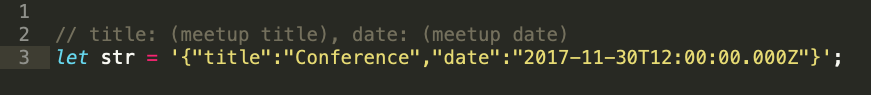 1
2 // title: (meetup title), date: (meetup date)
3 let str = '{"title":"Conference","date":"2017-11-30T12:00:00.000Z"}';